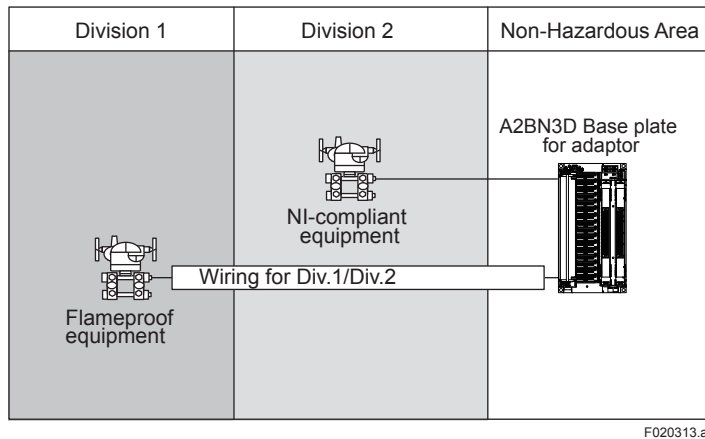 Division 1
Division 2
Non-Hazardous Area
A2BN3D Base plate
for adaptor
NI-compliant
equipment
Wiring for Div.1/Div.2
Flameproof
equipment